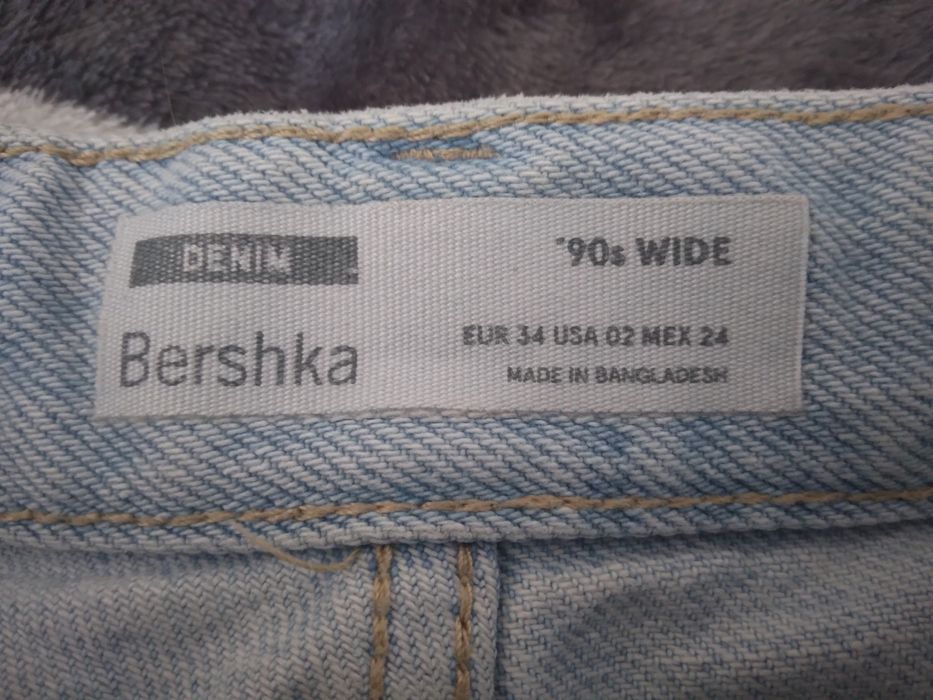 DENIM
'90s WIDE
Bershka
EUR 34 USA 02 MEX 24
MADE IN BANGLADESH